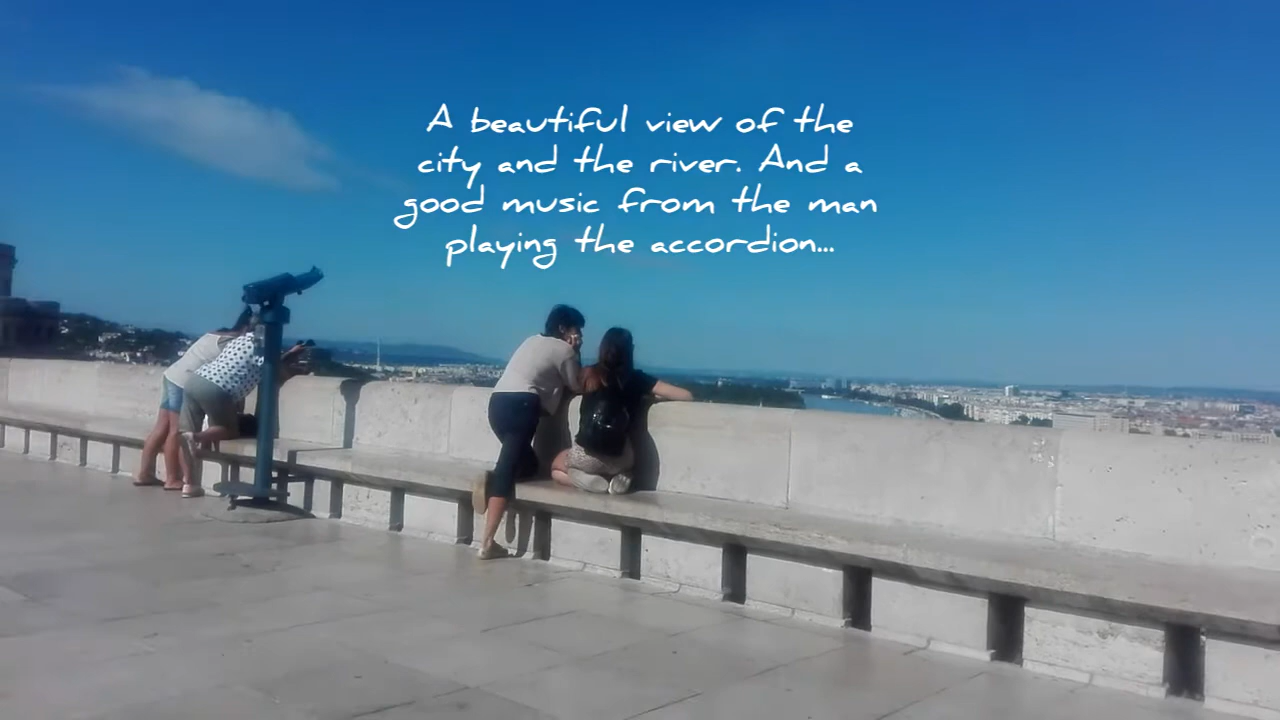 A beautiful view of the
city and the river. And a
good music from the man
playing the accordion...